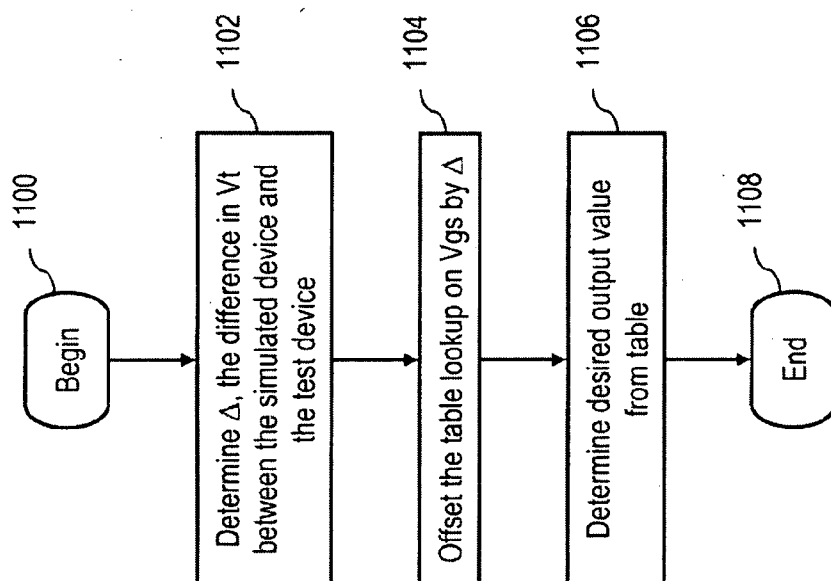 1100
Begin
1102
Determine Δ, the difference in Vt
between the simulated device and
the test device
1104
Offset the table lookup on Vgs by Δ
1106
Determine desired output value
from table
1108
End